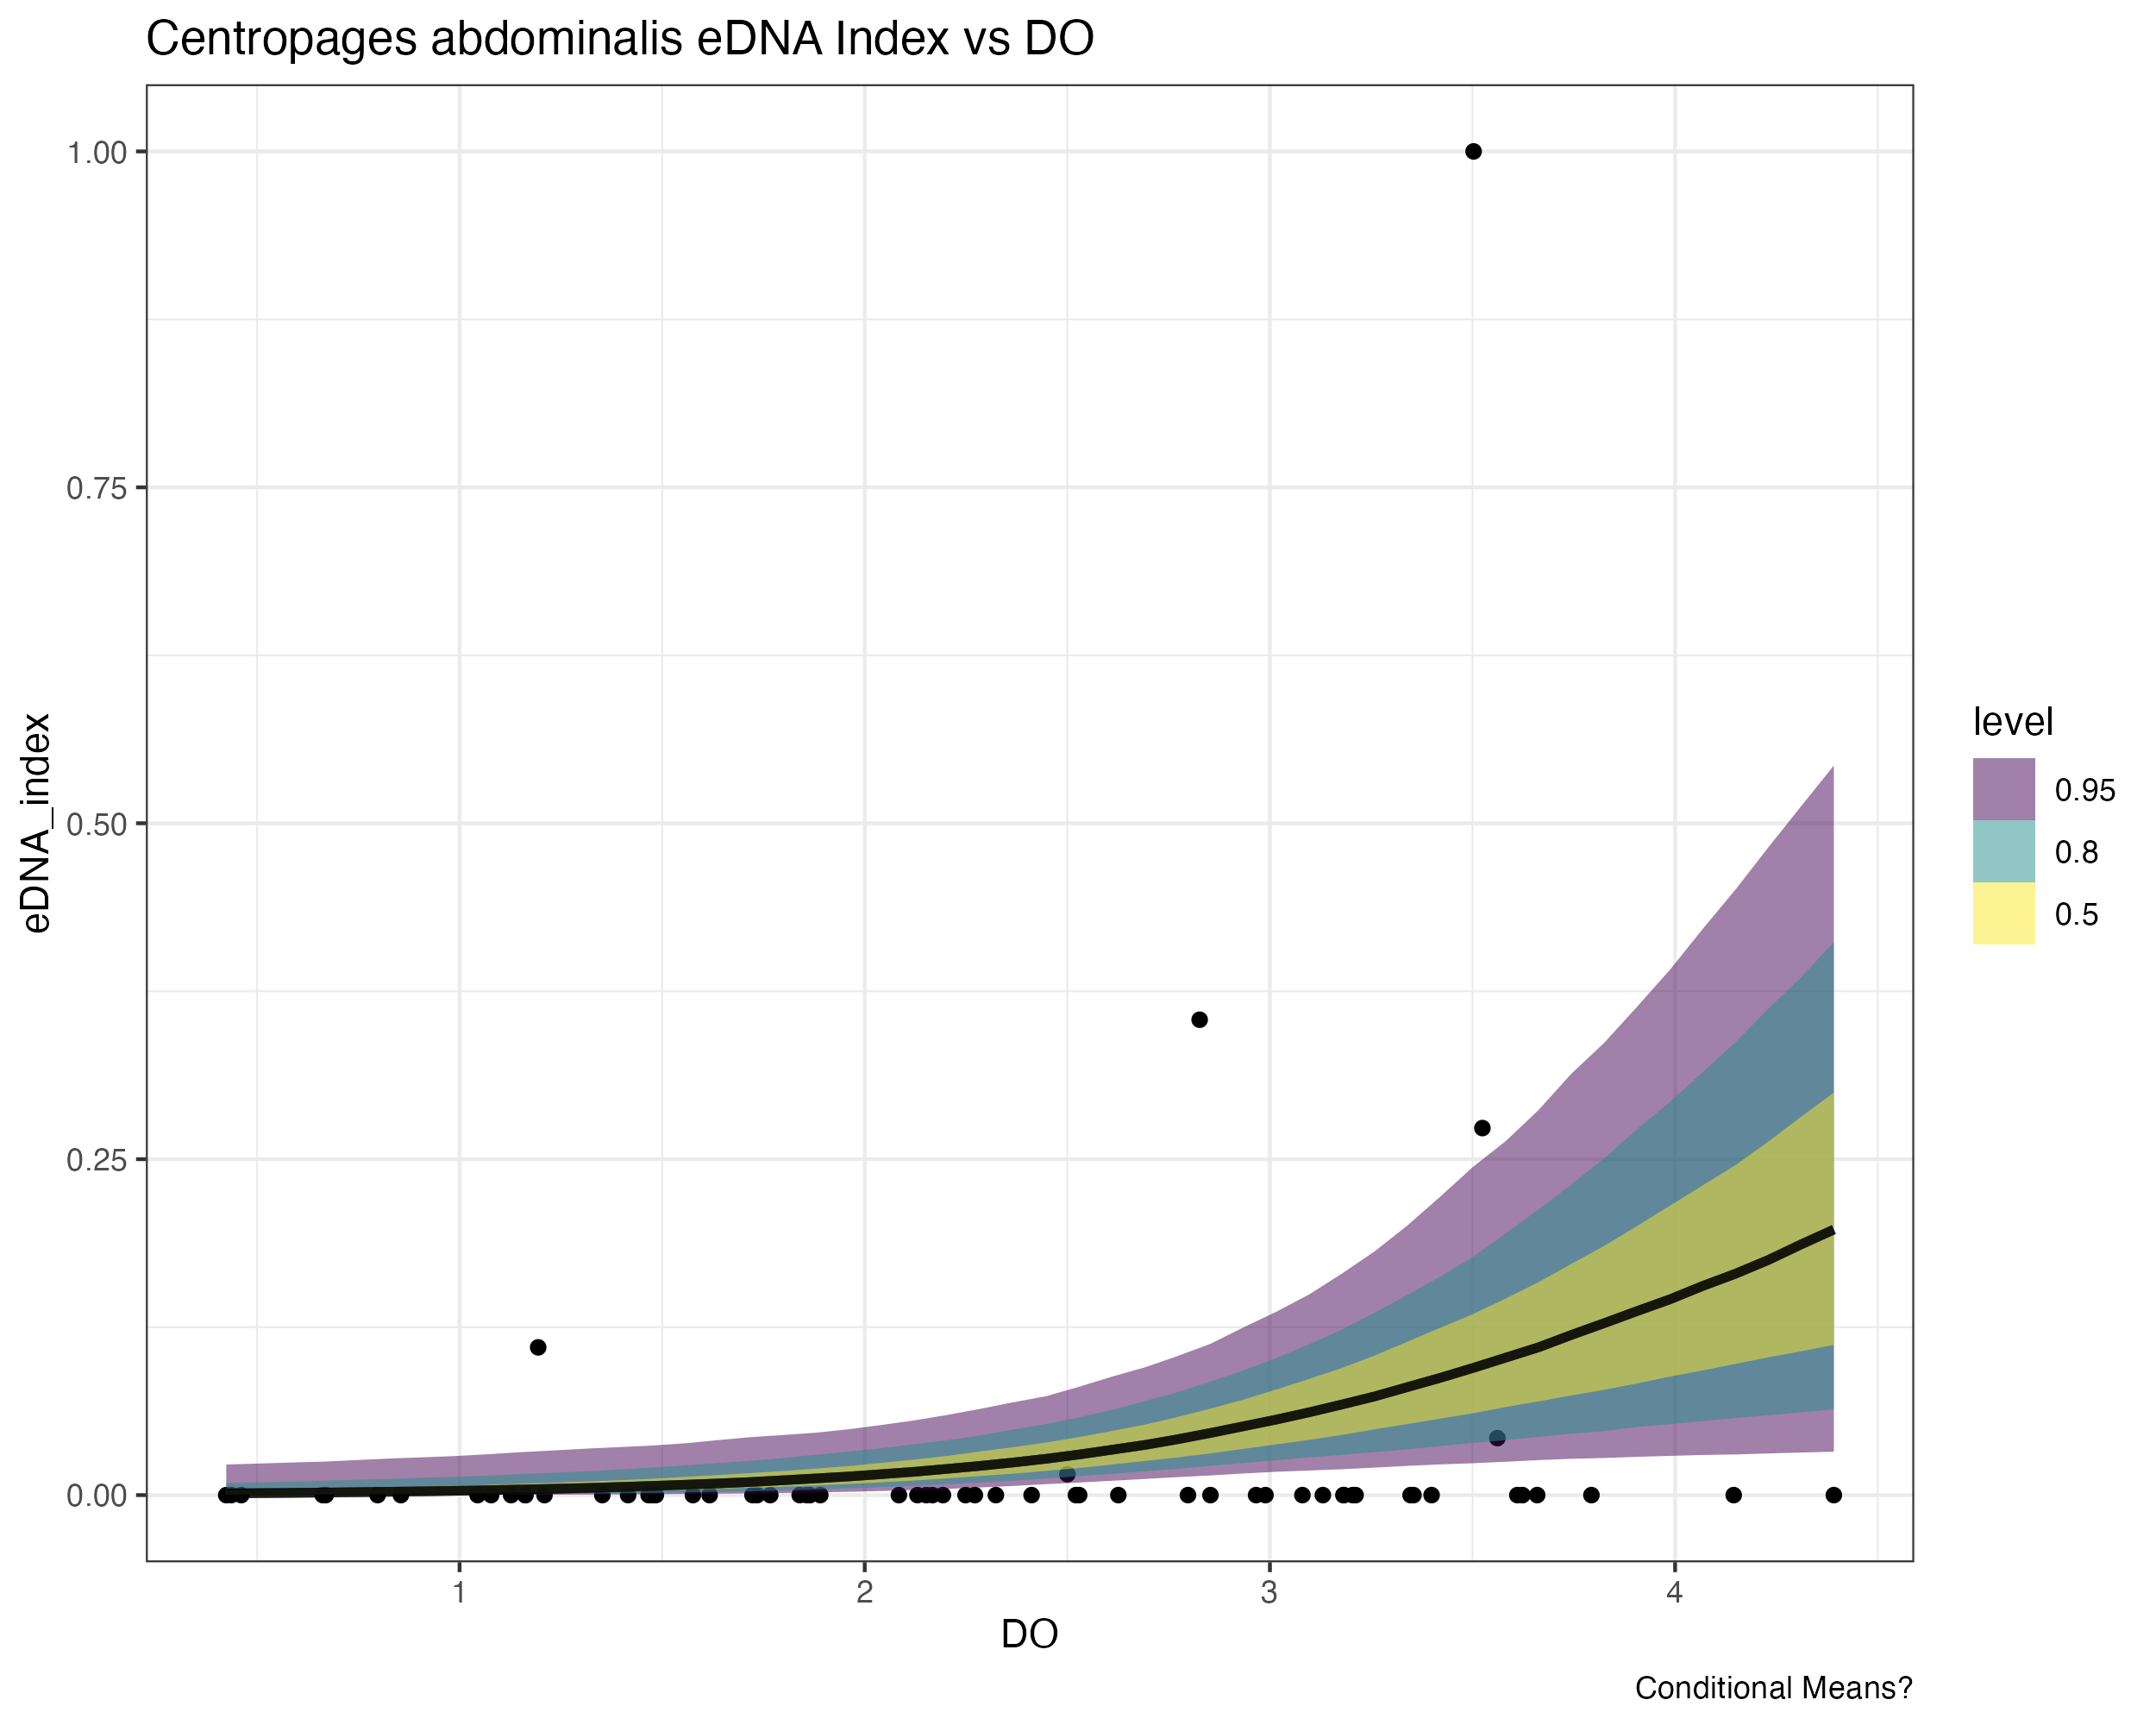 Centropages abdominalis eDNA Index vs DO
1.00
0.75
0.50
0.25
0.00
eDNA_index
1
2
3
4
DO
level
0.95
0.8
0.5
Conditional Means?